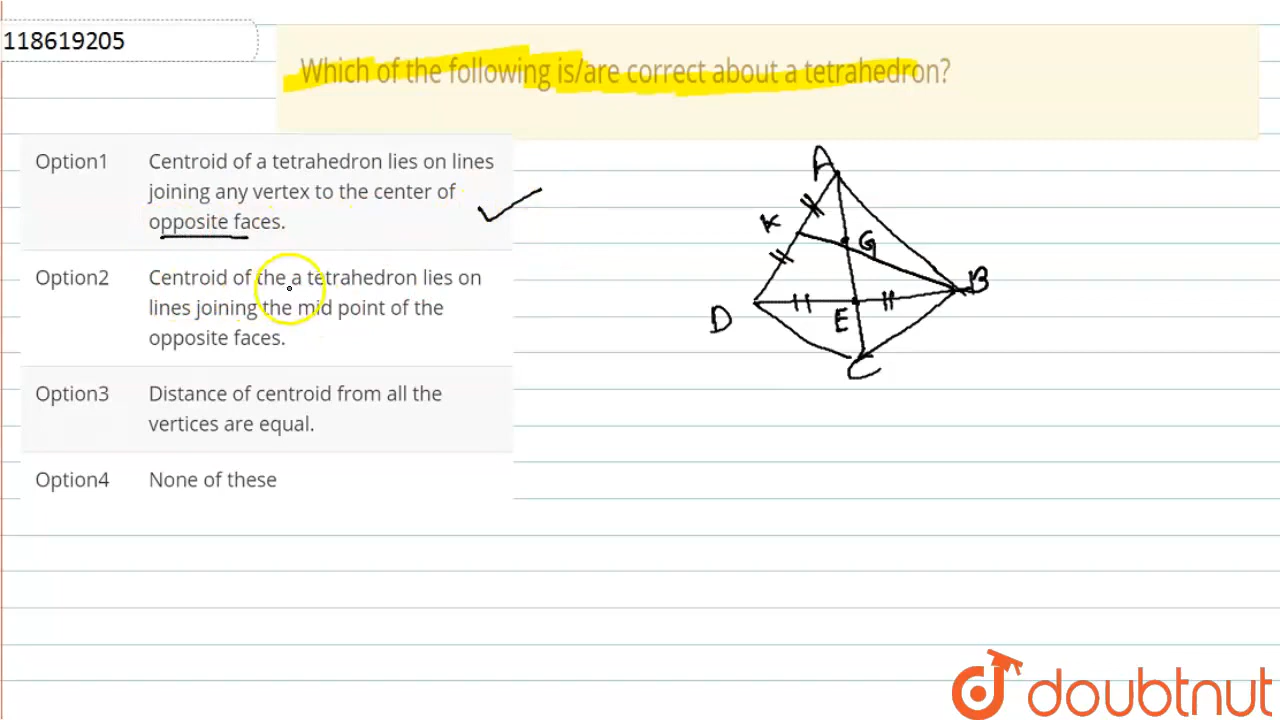 118619205
Which of the following is/are correct about a tetrahedron?
Option1
Centroid of a tetrahedron lies on lines
joining any vertex to the center of
opposite faces.
Option2
Centroid of the a tetrahedron lies on
lines joining the mid point of the
opposite faces.
Option3
Distance of centroid from all the
vertices are equal.
Option4
None of these
A
K
G
B
D
E
C
doubtnut